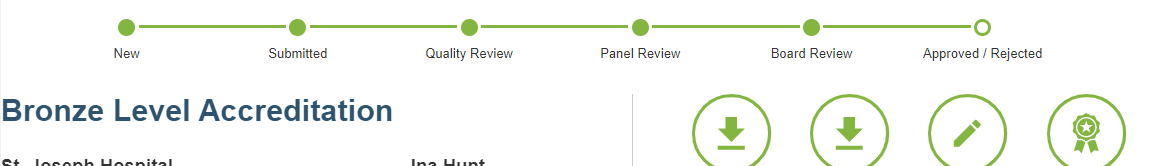 New
Submitted
Quality Review
Panel Review
Board Review
Approved / Rejected
Bronze Level Accreditation
St. Joseph Hospital
Ina Hunt